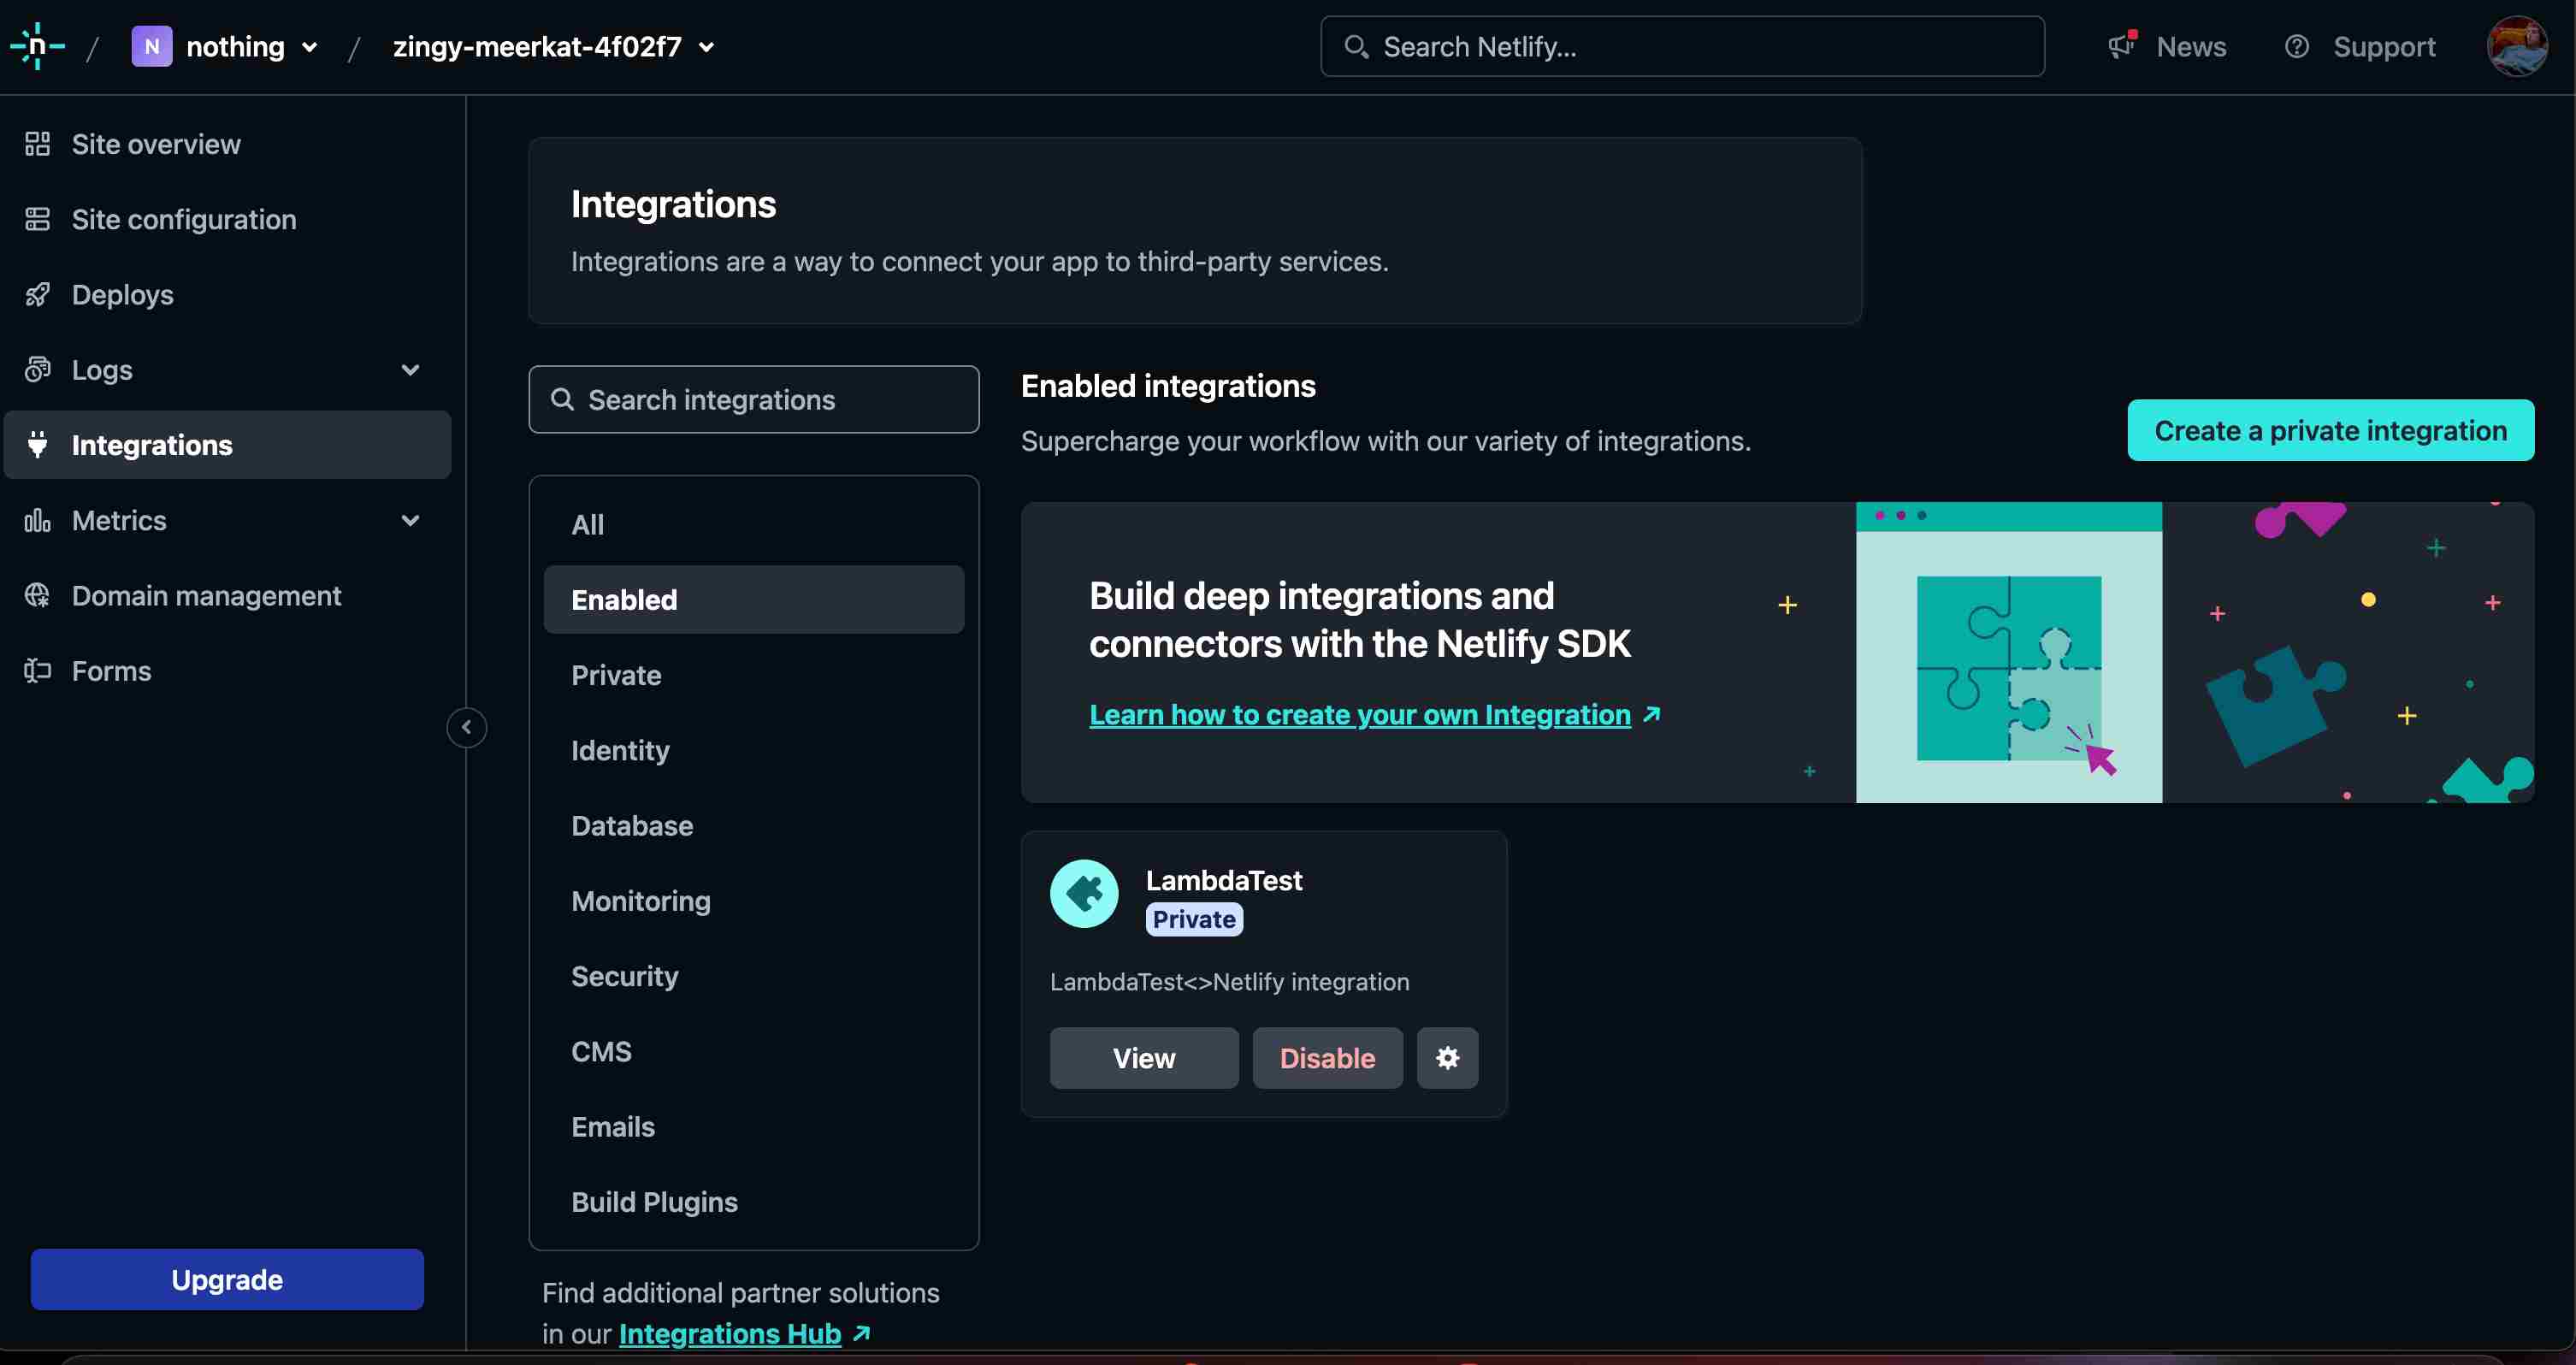 n / N nothing / zingy-meerkat-4f02f7
Search Netlify...
News
Support
Site overview
Site configuration
Deploys
Logs
Integrations
Metrics
Domain management
Forms
Upgrade
Integrations
Integrations are a way to connect your app to third-party services.
Search integrations
All
Enabled
Private
Identity
Database
Monitoring
Security
CMS
Emails
Build Plugins
Find additional partner solutions
in our Integrations Hub
Enabled integrations
Supercharge your workflow with our variety of integrations.
Create a private integration
Build deep integrations and
connectors with the Netlify SDK
Learn how to create your own Integration
LambdaTest
Private
LambdaTest<>Netlify integration
View
Disable